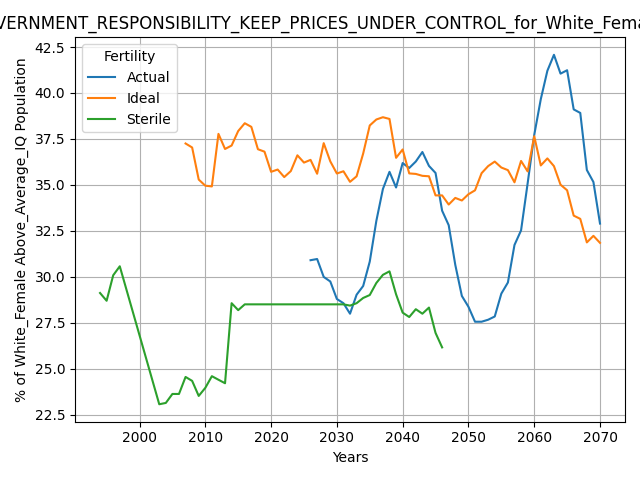 VERNMENT_RESPONSIBILITY_KEEP_PRICES_UNDER_CONTROL_for_White_Fema
Fertility
Actual
Ideal
Sterile
% of White_Female Above_Average_IQ Population
42.5
40.0
37.5
35.0
32.5
30.0
27.5
25.0
22.5
2000 2010 2020 2030 2040 2050 2060 2070
Years